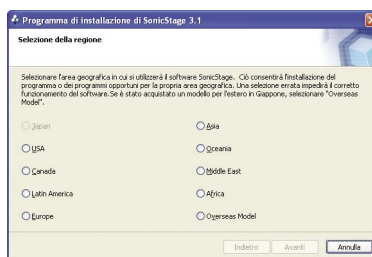 Programma di installazione di SonicStage 3.1
Selezione della regione
Selezionare l'area geografica in cui si utilizzerà il software SonicStage. Ciò consentirà l'installazione del
programma o dei programmi opportuni per la propria area geografica. Una selezione errata impedirà il corretto
funzionamento del software.Se è stato acquistato un modello per l'estero in Giappone, selezionare "Overseas
Model".
Japan
Asia
USA
Oceania
Canada
Middle East
Latin America
Africa
Europe
Overseas Model
Indietro
Avanti
Annulla